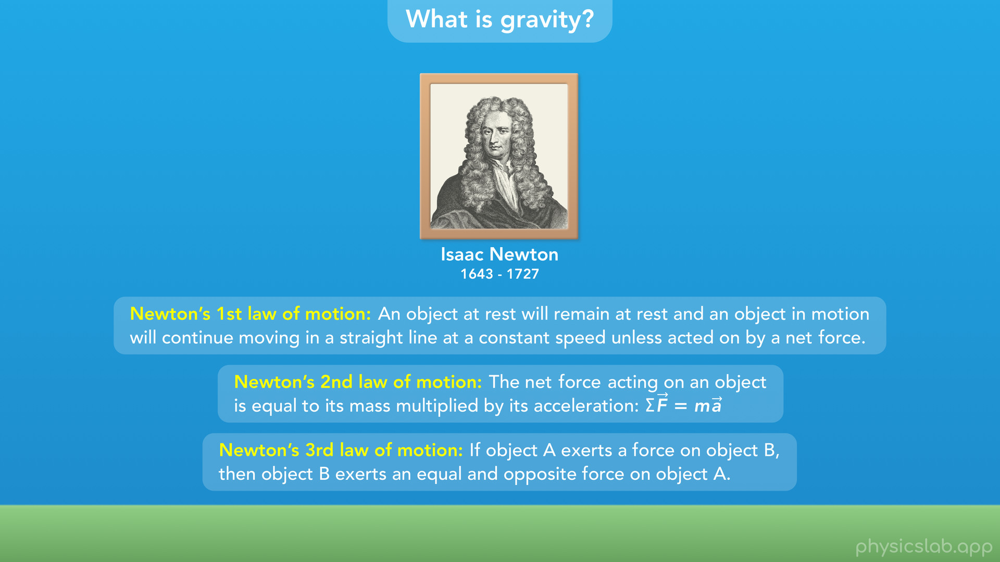 What is gravity?
Isaac Newton
1643 - 1727
Newton’s 1st law of motion: An object at rest will remain at rest and an object in motion
will continue moving in a straight line at a constant speed unless acted on by a net force.
Newton’s 2nd law of motion: The net force acting on an object
is equal to its mass multiplied by its acceleration: ΣF⃗ = ma⃗
Newton’s 3rd law of motion: If object A exerts a force on object B,
then object B exerts an equal and opposite force on object A.
physicslab.app